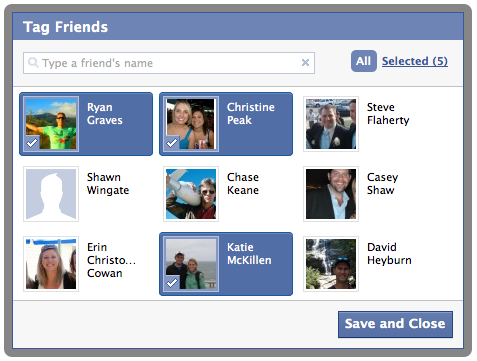 Tag Friends
Type a friend's name
All Selected (5)
Ryan
Graves
Christine
Peak
Steve
Flaherty
Shawn
Wingate
Chase
Keane
Casey
Shaw
Erin
Christo...
Cowan
Katie
McKillen
David
Heyburn
Save and Close